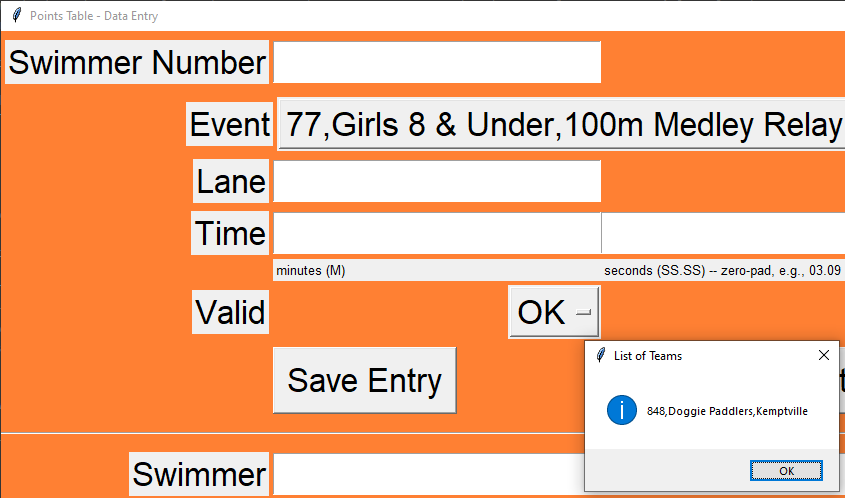 Points Table - Data Entry
Swimmer Number
Event 77,Girls 8 & Under,100m Medley Relay
Lane
Time
minutes (M) seconds (SS.SS) -- zero-pad, e.g., 03.09
Valid OK
Save Entry
List of Teams
848,Doggie Paddlers,Kemptville
OK
Swimmer